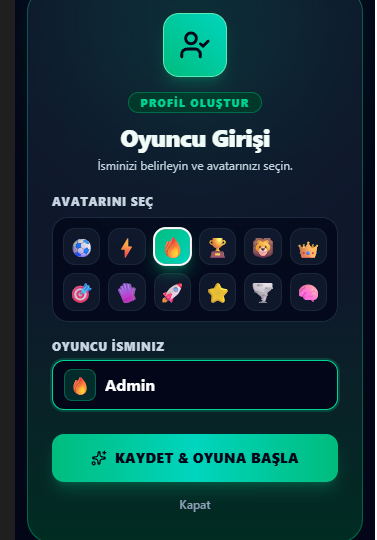 PROFİL OLUŞTUR
Oyuncu Girişi
İsminizi belirleyin ve avatarınızı seçin.
AVATARINI SEÇ
OYUNCU İSMINIZ
Admin
KAYDET & OYUNA BAŞLA
Kapat